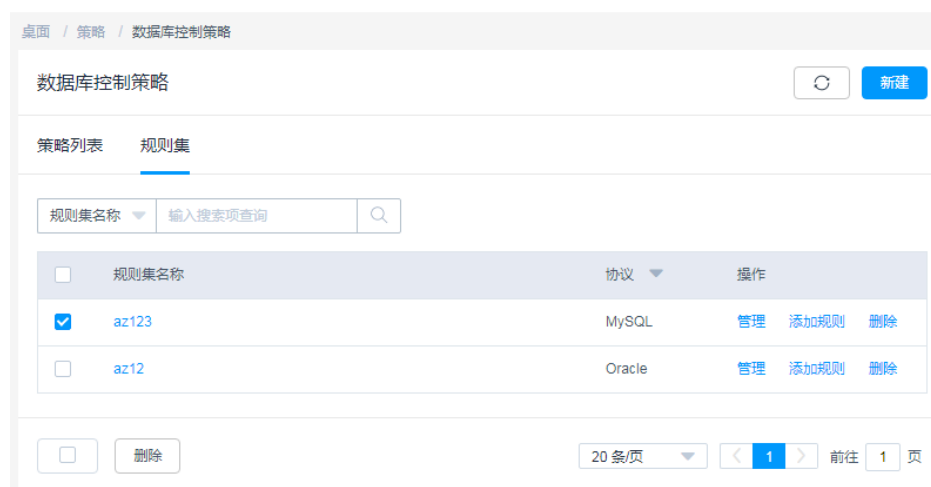 桌面 / 策略 / 数据库控制策略
数据库控制策略 新建
策略列表 规则集
规则集名称 输入搜索项查询
规则集名称 协议 操作
az123 MySQL 管理 添加规则 删除
az12 Oracle 管理 添加规则 删除
删除 20 条/页 1 前往 1 页